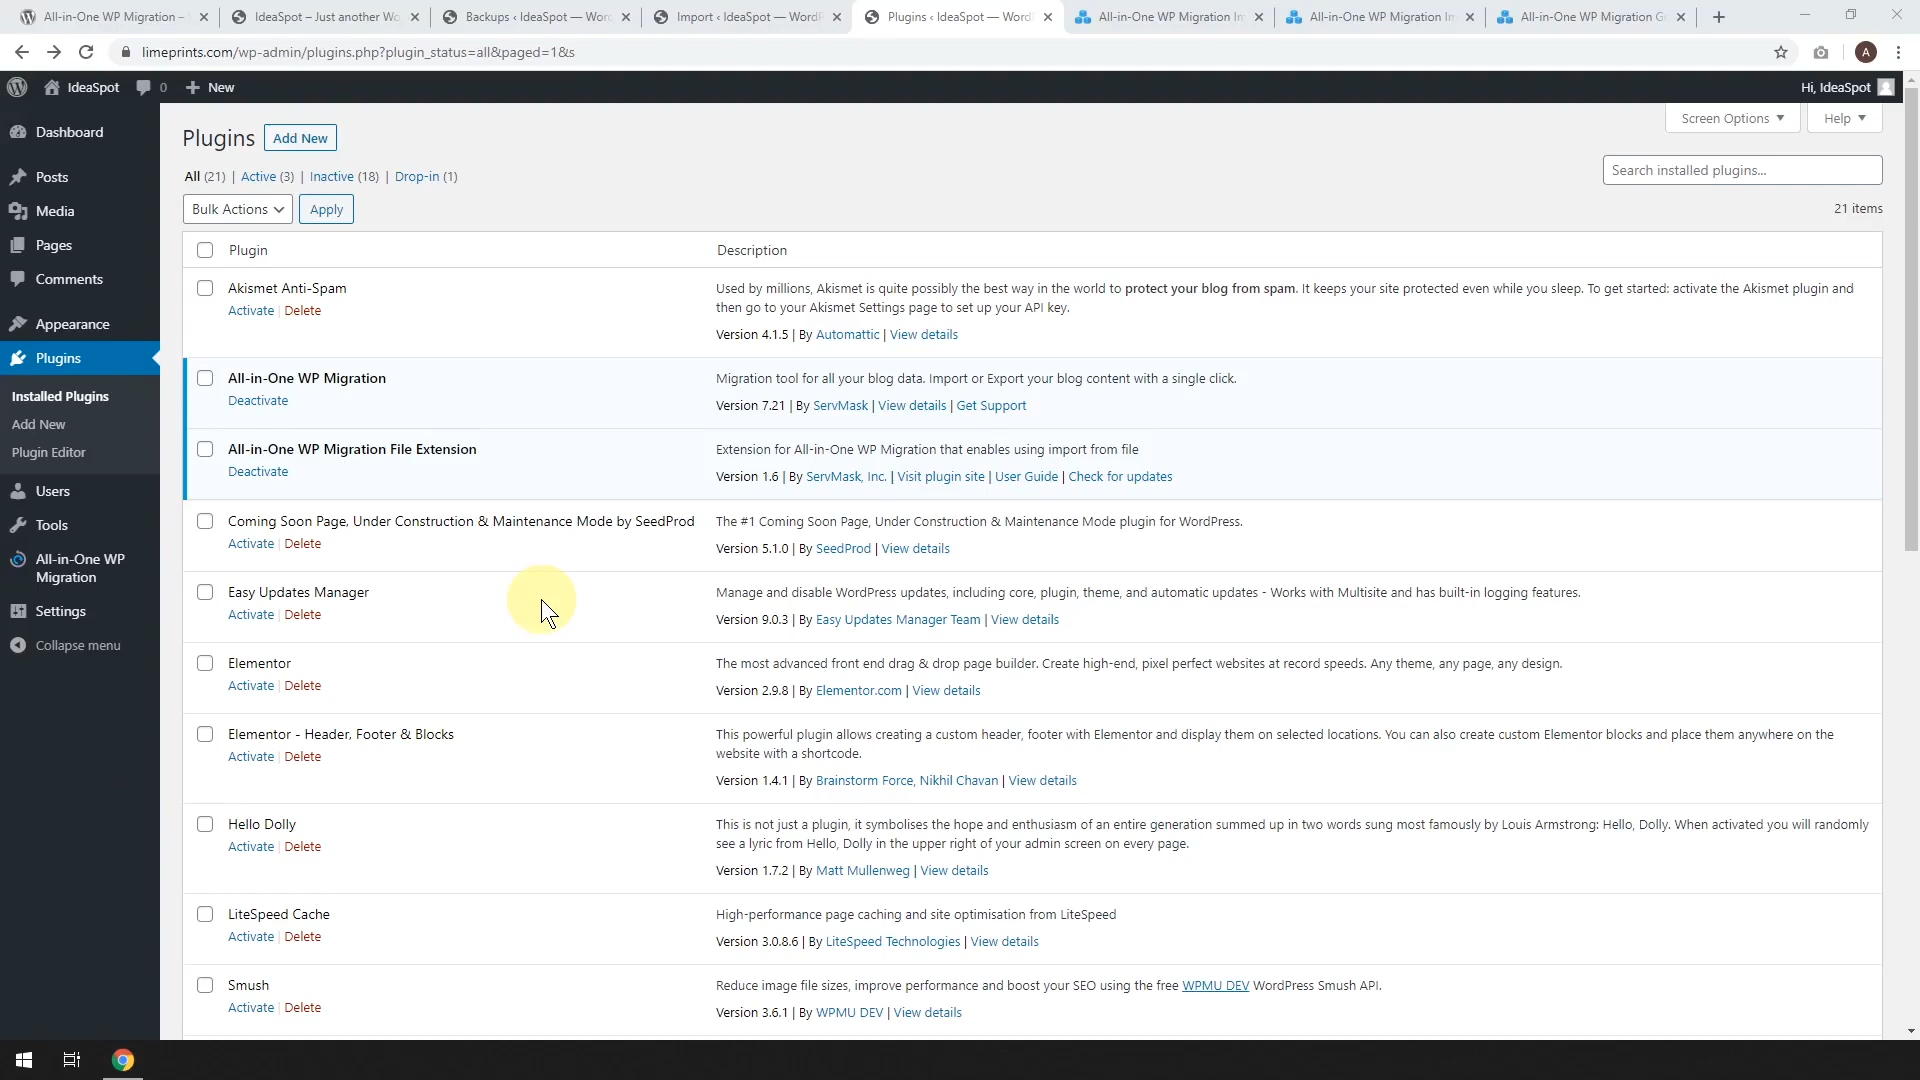 All-in-One WP Migration –
IdeaSpot – Just another Wo
Backups ‹ IdeaSpot — Word
Import ‹ IdeaSpot — WordP
Plugins ‹ IdeaSpot — Word
All-in-One WP Migration Im
All-in-One WP Migration Im
All-in-One WP Migration G
limeprints.com/wp-admin/plugins.php?plugin_status=all&paged=1&s
A
IdeaSpot
0
New
Hi, IdeaSpot
Dashboard
Posts
Media
Pages
Comments
Appearance
Plugins
Installed Plugins
Add New
Plugin Editor
Users
Tools
All-in-One WP
Migration
Settings
Collapse menu
Screen Options
Help
Plugins
Add New
All (21) | Active (3) | Inactive (18) | Drop-in (1)
Search installed plugins...
Bulk Actions
Apply
21 items
Plugin
Description
Akismet Anti-Spam
Activate | Delete
Used by millions, Akismet is quite possibly the best way in the world to protect your blog from spam. It keeps your site protected even while you sleep. To get started: activate the Akismet plugin and
then go to your Akismet Settings page to set up your API key.
Version 4.1.5 | By Automattic | View details
All-in-One WP Migration
Deactivate
Migration tool for all your blog data. Import or Export your blog content with a single click.
Version 7.21 | By ServMask | View details | Get Support
All-in-One WP Migration File Extension
Deactivate
Extension for All-in-One WP Migration that enables using import from file
Version 1.6 | By ServMask, Inc. | Visit plugin site | User Guide | Check for updates
Coming Soon Page, Under Construction & Maintenance Mode by SeedProd
Activate | Delete
The #1 Coming Soon Page, Under Construction & Maintenance Mode plugin for WordPress.
Version 5.1.0 | By SeedProd | View details
Easy Updates Manager
Activate | Delete
Manage and disable WordPress updates, including core, plugin, theme, and automatic updates - Works with Multisite and has built-in logging features.
Version 9.0.3 | By Easy Updates Manager Team | View details
Elementor
Activate | Delete
The most advanced front end drag & drop page builder. Create high-end, pixel perfect websites at record speeds. Any theme, any page, any design.
Version 2.9.8 | By Elementor.com | View details
Elementor - Header, Footer & Blocks
Activate | Delete
This powerful plugin allows creating a custom header, footer with Elementor and display them on selected locations. You can also create custom Elementor blocks and place them anywhere on the
website with a shortcode.
Version 1.4.1 | By Brainstorm Force, Nikhil Chavan | View details
Hello Dolly
Activate | Delete
This is not just a plugin, it symbolises the hope and enthusiasm of an entire generation summed up in two words sung most famously by Louis Armstrong: Hello, Dolly. When activated you will randomly
see a lyric from Hello, Dolly in the upper right of your admin screen on every page.
Version 1.7.2 | By Matt Mullenweg | View details
LiteSpeed Cache
Activate | Delete
High-performance page caching and site optimisation from LiteSpeed
Version 3.0.8.6 | By LiteSpeed Technologies | View details
Smush
Activate | Delete
Reduce image file sizes, improve performance and boost your SEO using the free WPMU DEV WordPress Smush API.
Version 3.6.1 | By WPMU DEV | View details